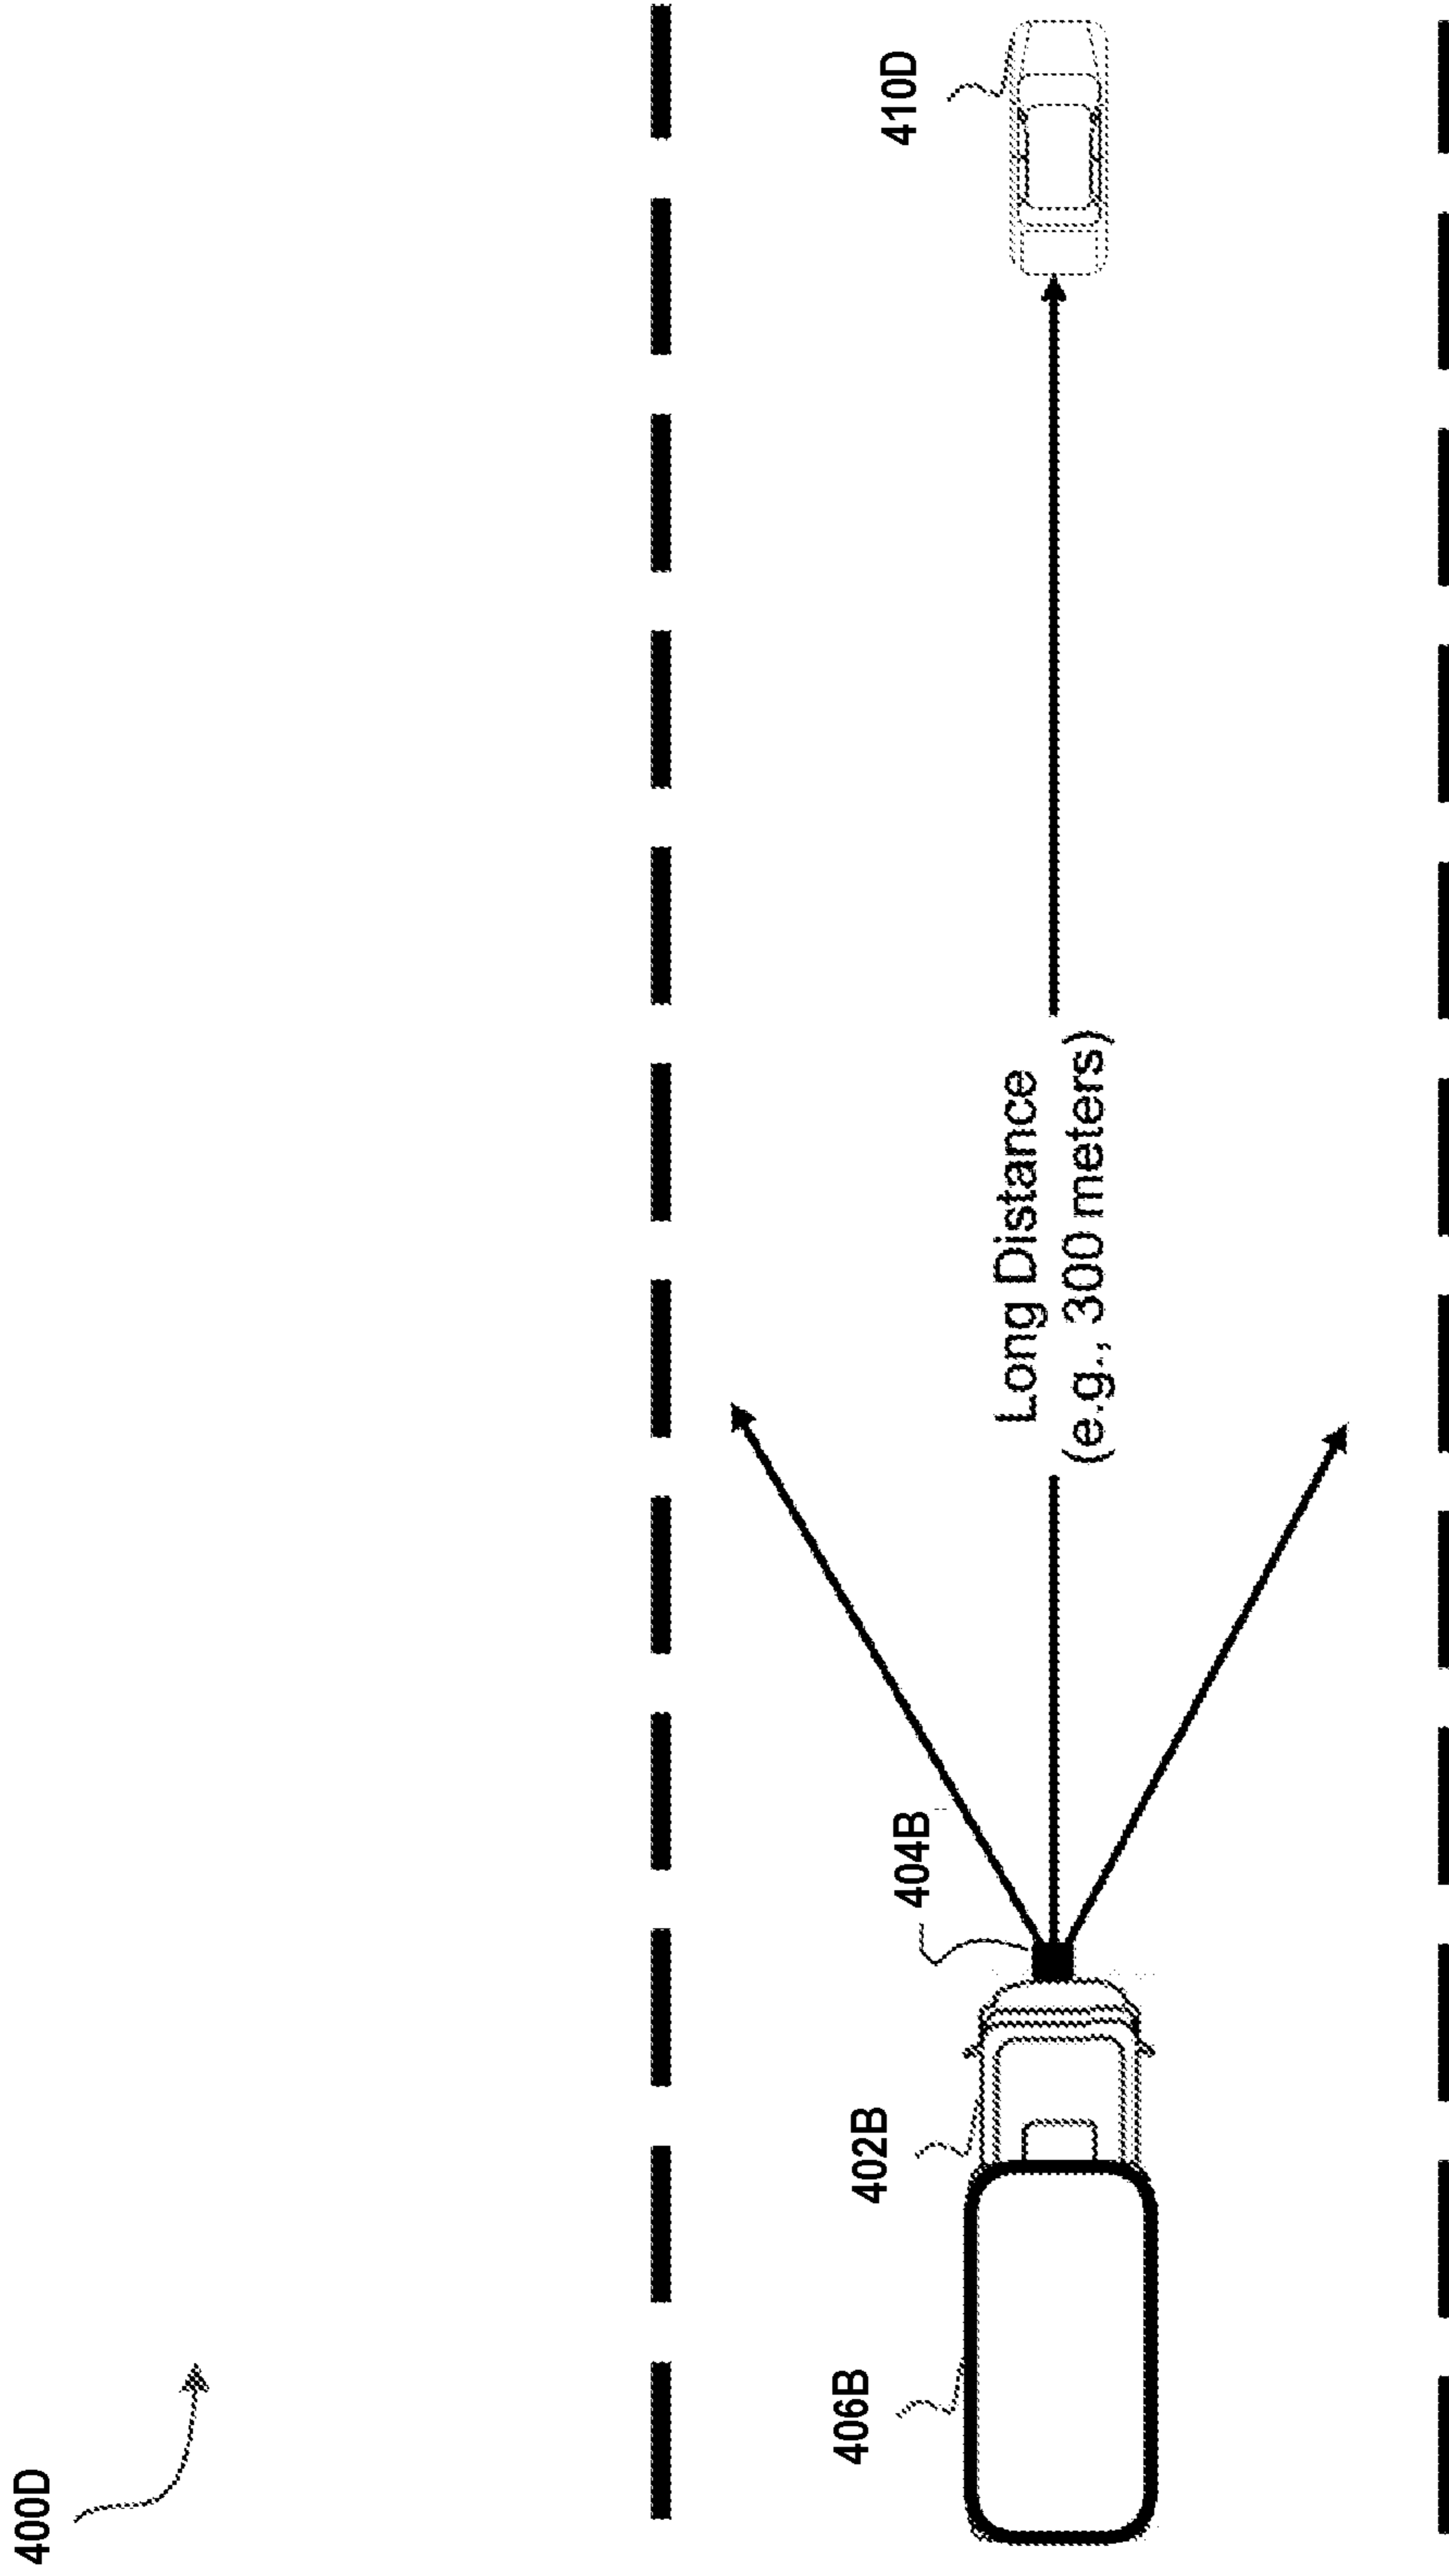 400D
406B
402B
404B
Long Distance
(e.g., 300 meters)
410D